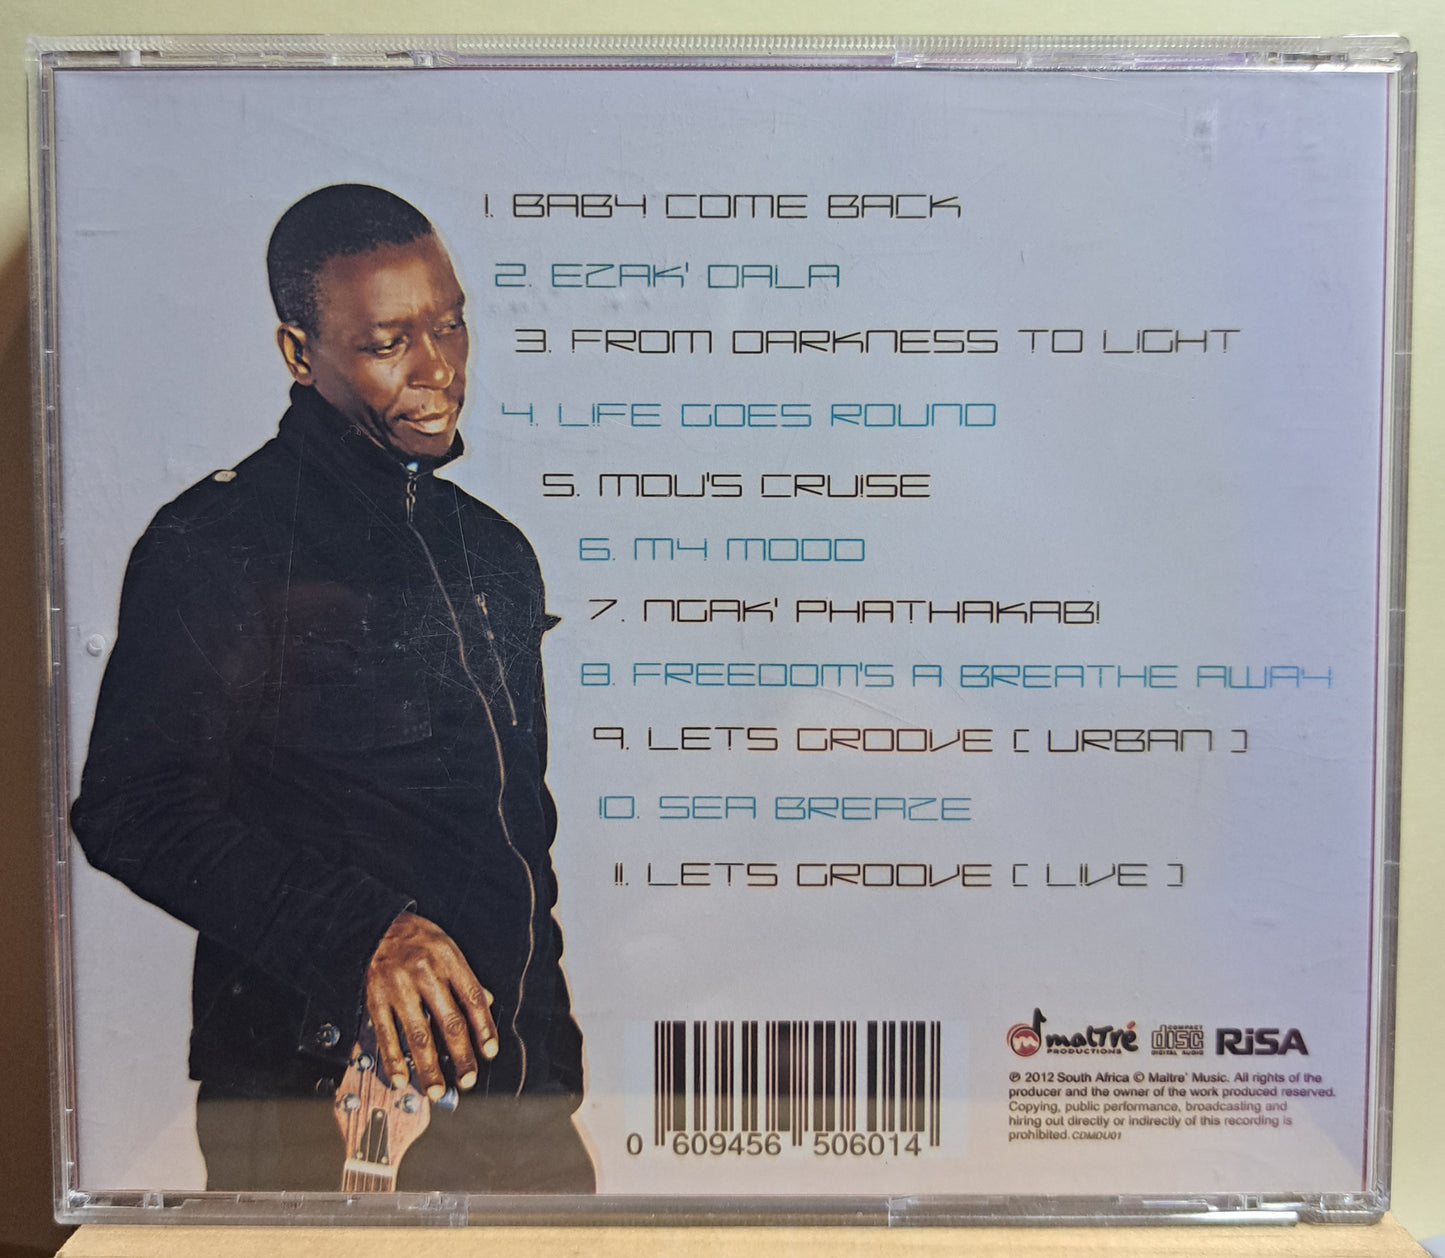 1. BABY COME BACK
2. EZAK' DALA
3. FROM DARKNESS TO LIGHT
4. LIFE GOES ROUND
5. MDU'S CRUISE
6. MY MOOD
7. NGAK' PHATHAKABI
8. FREEDOM'S A BREATHE AWAY
9. LETS GROOVE [ URBAN ]
10. SEA BREAZE
11. LETS GROOVE [ LIVE ]
maltré
PRODUCTIONS
COMPACT
disc
DIGITAL AUDIO
RiSA
℗ 2012 South Africa © Maltre' Music. All rights of the
producer and the owner of the work produced reserved.
Copying, public performance, broadcasting and
hiring out directly or indirectly of this recording is
prohibited. CDMDU01
0 609456 506014